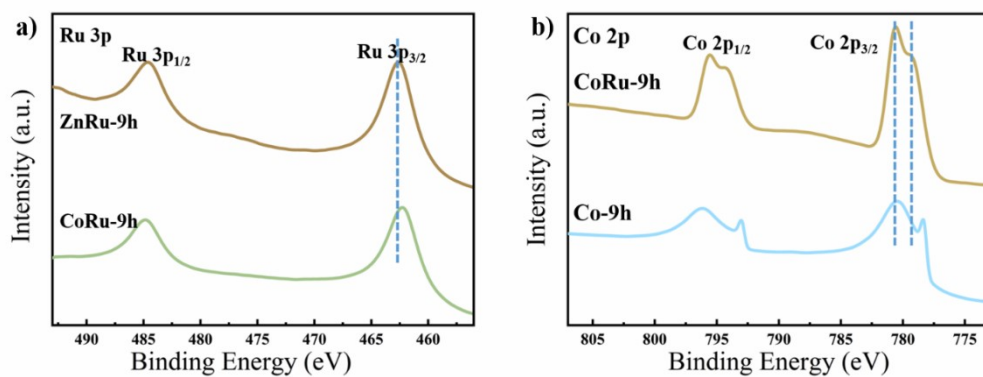 a)
Ru 3p
Ru 3p1/2
Ru 3p3/2
ZnRu-9h
CoRu-9h
Intensity (a.u.)
490 485 480 475 470 465 460
Binding Energy (eV)
b)
Co 2p
Co 2p1/2
Co 2p3/2
CoRu-9h
Co-9h
Intensity (a.u.)
805 800 795 790 785 780 775
Binding Energy (eV)